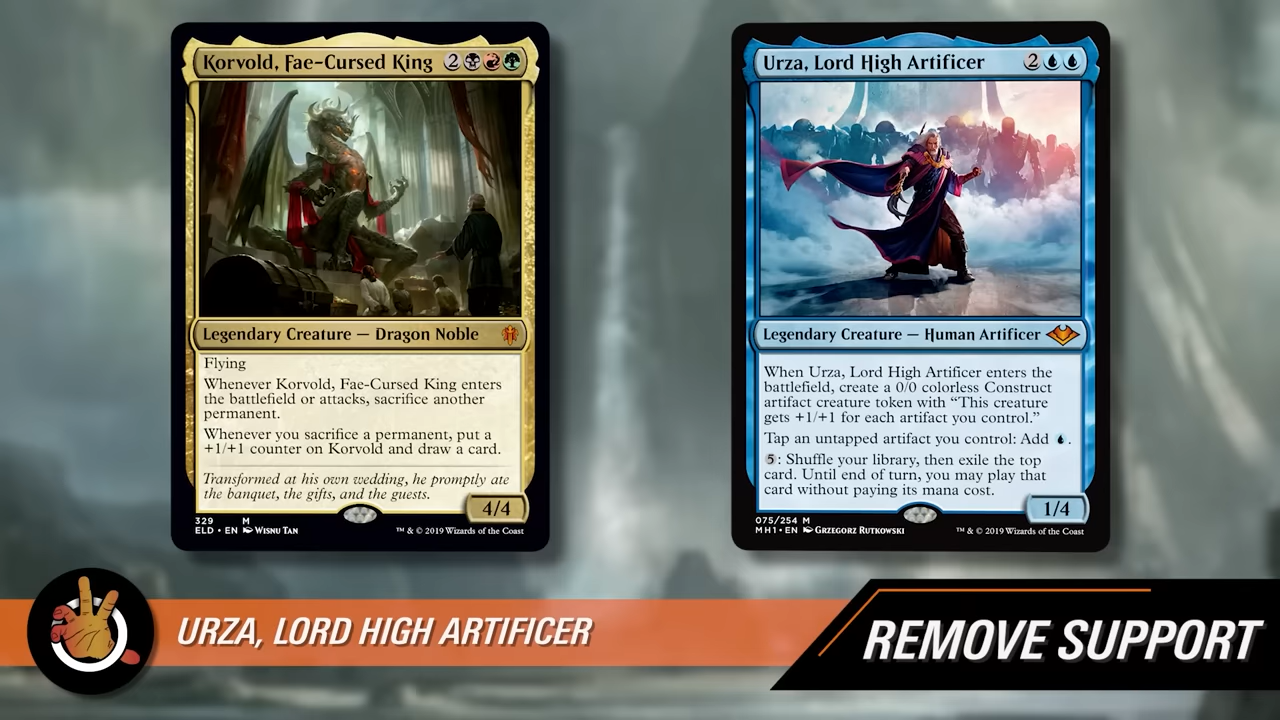 Korvold, Fae-Cursed King 2
Legendary Creature — Dragon Noble
Flying
Whenever Korvold, Fae-Cursed King enters
the battlefield or attacks, sacrifice another
permanent.
Whenever you sacrifice a permanent, put a
+1/+1 counter on Korvold and draw a card.
Transformed at his own wedding, he promptly ate
the banquet, the gifts, and the guests.
4/4
329 M
ELD • EN Wisnu Tan
™ & © 2019 Wizards of the Coast
Urza, Lord High Artificer 2
Legendary Creature — Human Artificer
When Urza, Lord High Artificer enters the
battlefield, create a 0/0 colorless Construct
artifact creature token with “This creature
gets +1/+1 for each artifact you control.”
Tap an untapped artifact you control: Add .
5: Shuffle your library, then exile the top
card. Until end of turn, you may play that
card without paying its mana cost.
1/4
075/254 M
MH1 • EN Grzegorz Rutkowski
™ & © 2019 Wizards of the Coast
URZA, LORD HIGH ARTIFICER
REMOVE SUPPORT